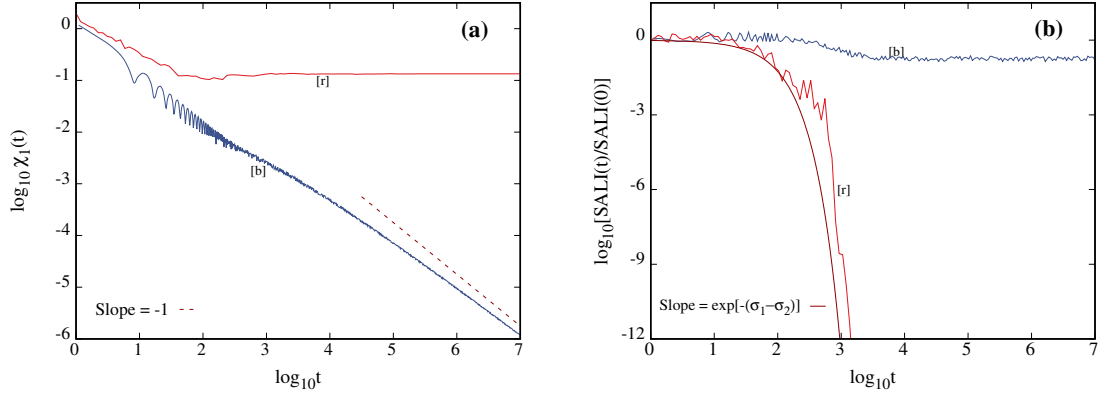 (a)
log₁₀ χ₁(t)
0
-1
-2
-3
-4
-5
-6
[r]
[b]
Slope = -1
0 1 2 3 4 5 6 7
log₁₀t
(b)
log₁₀[SALI(t)/SALI(0)]
0
-3
-6
-9
-12
[b]
[r]
Slope = exp[-(σ₁−σ₂)]
0 1 2 3 4 5 6 7
log₁₀t